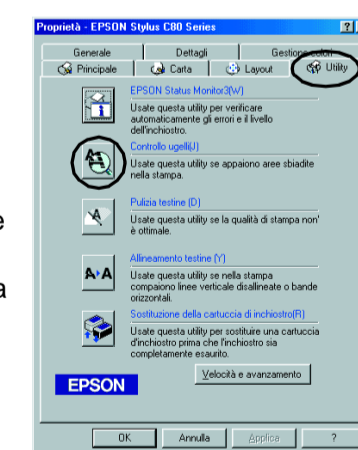 Proprietà - EPSON Stylus C80 Series
Generale Dettagli Gestione colori
Principale Carta Layout Utility
EPSON Status Monitor3(W)
Usate questa utility per verificare
automaticamente gli errori e il livello
dell'inchiostro.
Controllo ugelli(U)
Usate questa utility se appaiono aree sbiadite
nella stampa.
Pulizia testine (D)
Usate questa utility se la qualità di stampa non'
è ottimale.
Allineamento testine (Y)
Usate questa utility se nella stampa
compaiono linee verticale disallineate o bande
orizzontali.
Sostituzione della cartuccia di inchiostro(R)
Usate questa utility per sostituire una cartuccia
d'inchiostro prima che l'inchiostro sia
completamente esaurito.
Velocità e avanzamento
EPSON
OK Annulla Applica ?
e
a